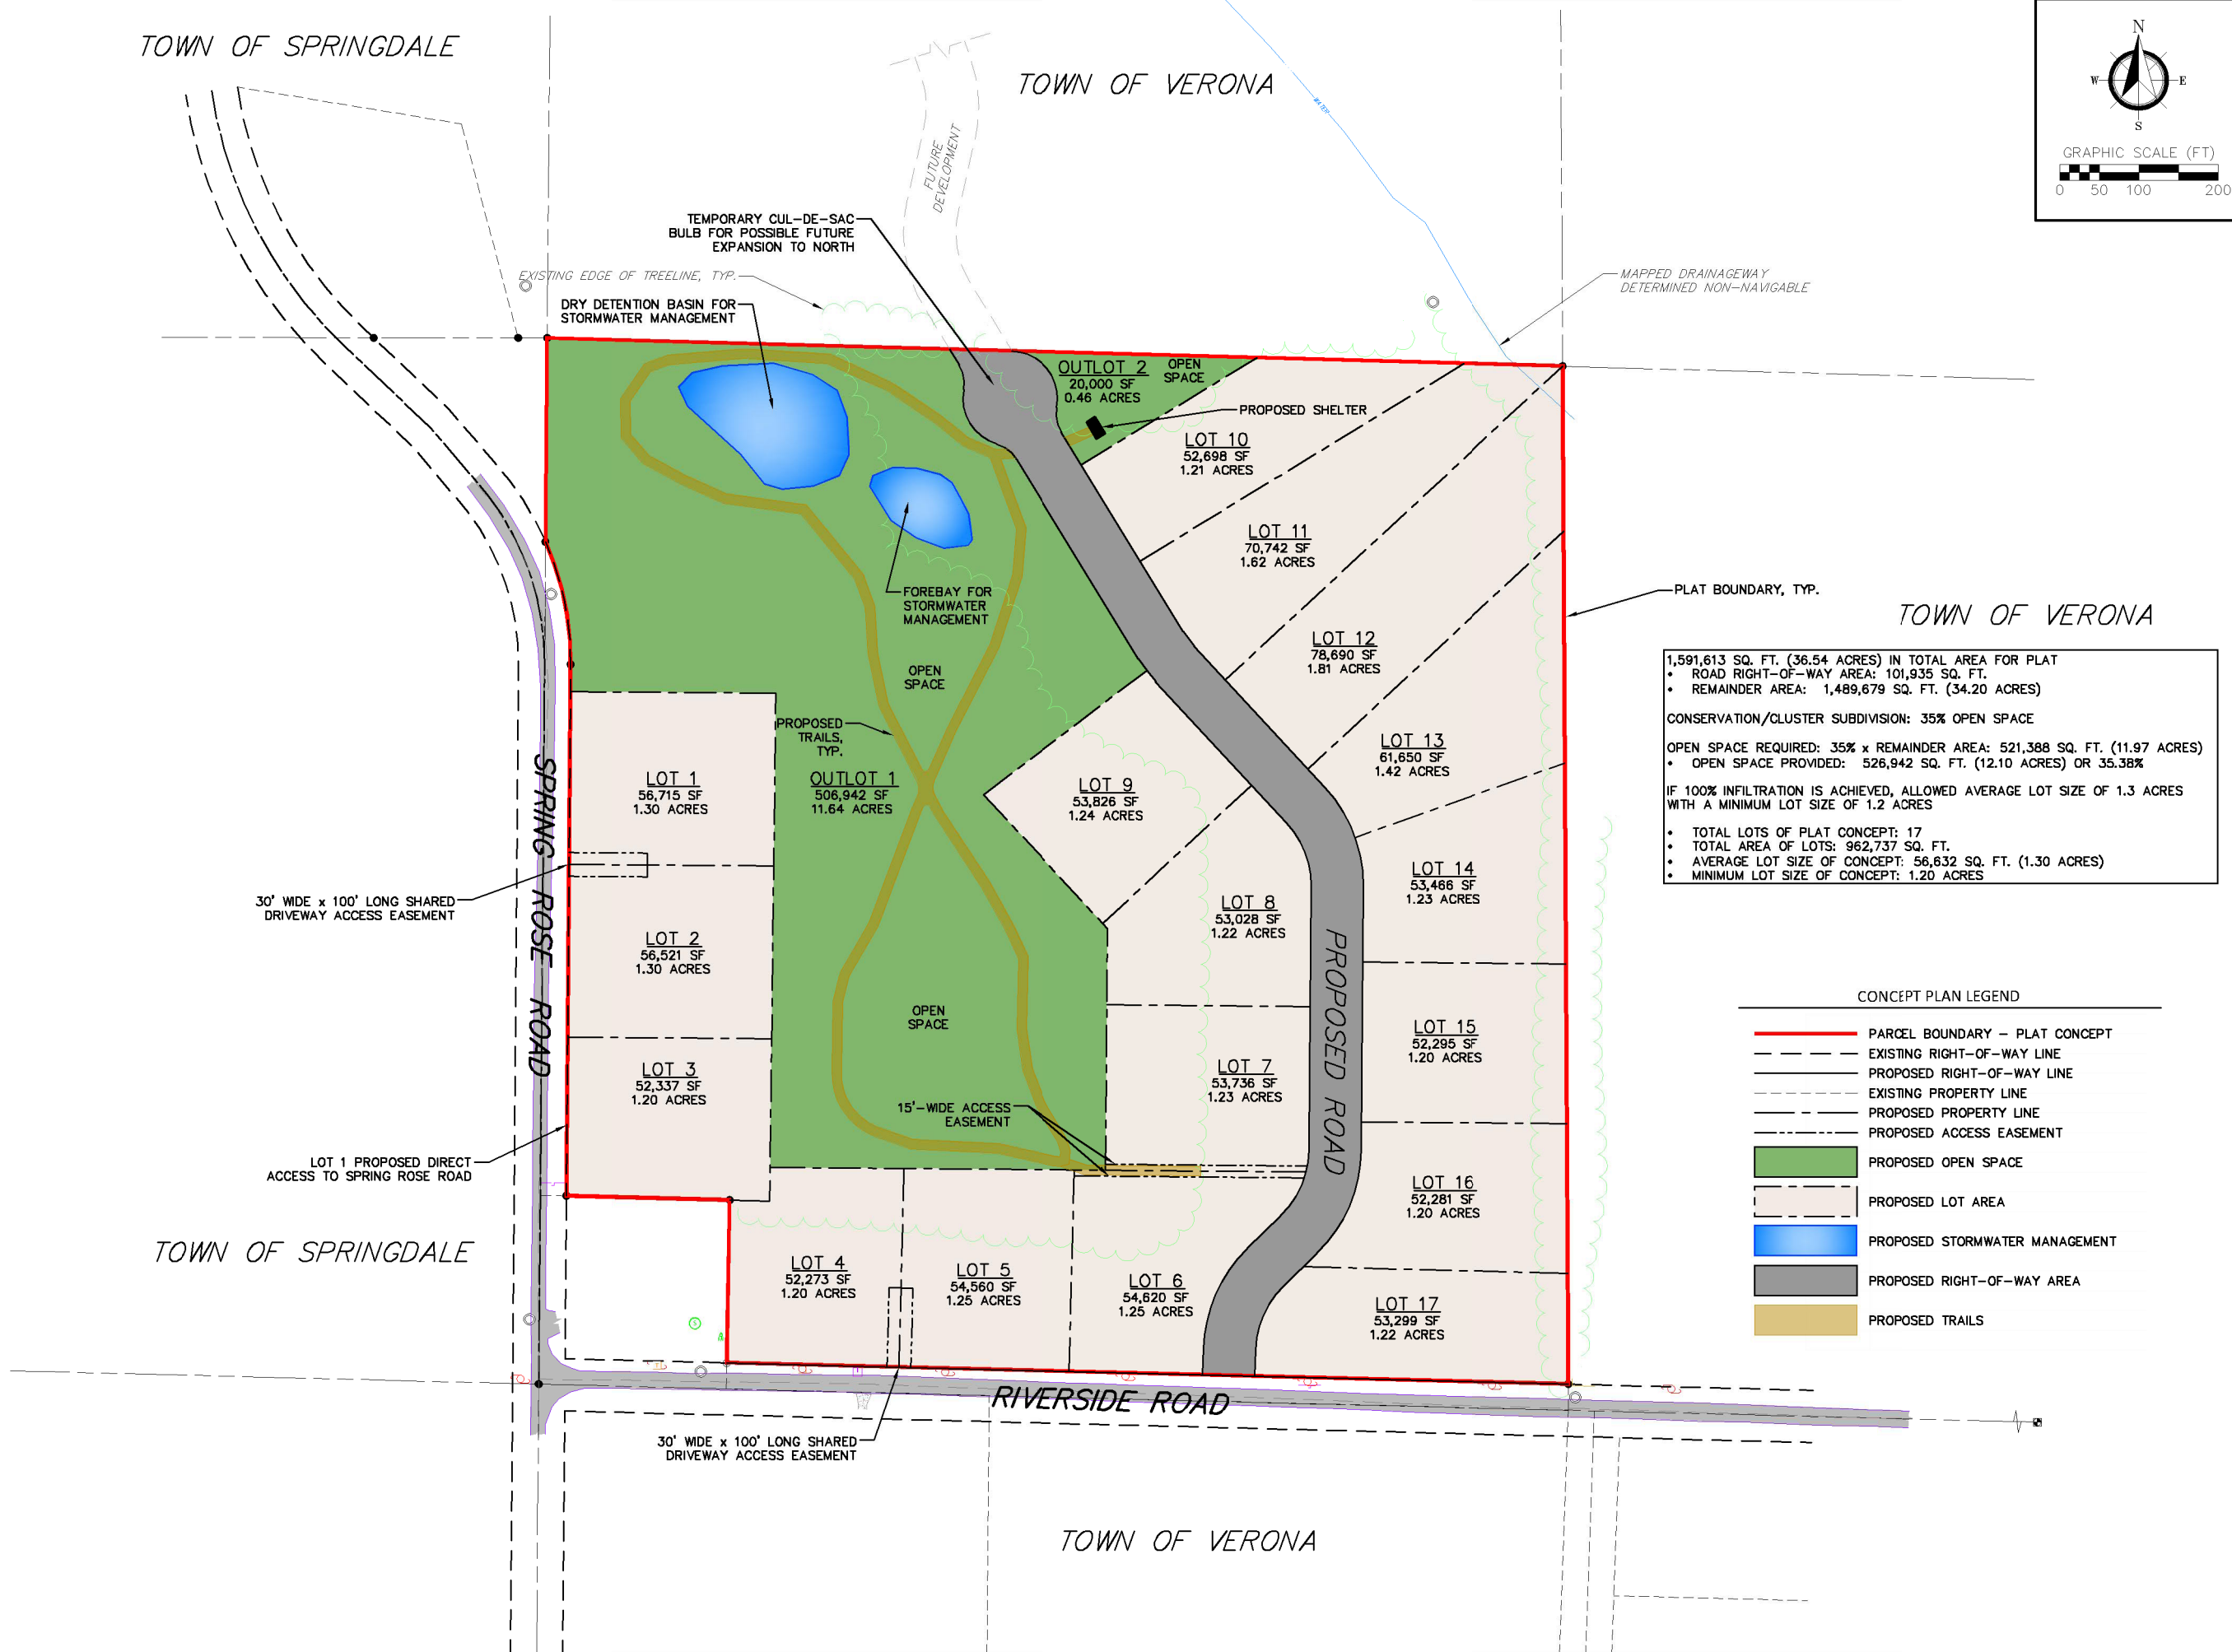 TOWN OF SPRINGDALE
TOWN OF VERONA
N
W
E
S
GRAPHIC SCALE (FT)
0 50 100 200
WATER
FUTURE
DEVELOPMENT
TEMPORARY CUL-DE-SAC
BULB FOR POSSIBLE FUTURE
EXPANSION TO NORTH
EXISTING EDGE OF TREELINE, TYP.
DRY DETENTION BASIN FOR
STORMWATER MANAGEMENT
MAPPED DRAINAGEWAY
DETERMINED NON-NAVIGABLE
OUTLOT 2
20,000 SF
0.46 ACRES
OPEN
SPACE
PROPOSED SHELTER
LOT 10
52,698 SF
1.21 ACRES
LOT 11
70,742 SF
1.62 ACRES
FOREBAY FOR
STORMWATER
MANAGEMENT
PLAT BOUNDARY, TYP.
TOWN OF VERONA
LOT 12
78,690 SF
1.81 ACRES
OPEN
SPACE
1,591,613 SQ. FT. (36.54 ACRES) IN TOTAL AREA FOR PLAT
• ROAD RIGHT-OF-WAY AREA: 101,935 SQ. FT.
• REMAINDER AREA: 1,489,679 SQ. FT. (34.20 ACRES)
CONSERVATION/CLUSTER SUBDIVISION: 35% OPEN SPACE
OPEN SPACE REQUIRED: 35% x REMAINDER AREA: 521,388 SQ. FT. (11.97 ACRES)
• OPEN SPACE PROVIDED: 526,942 SQ. FT. (12.10 ACRES) OR 35.38%
IF 100% INFILTRATION IS ACHIEVED, ALLOWED AVERAGE LOT SIZE OF 1.3 ACRES
WITH A MINIMUM LOT SIZE OF 1.2 ACRES
• TOTAL LOTS OF PLAT CONCEPT: 17
• TOTAL AREA OF LOTS: 962,737 SQ. FT.
• AVERAGE LOT SIZE OF CONCEPT: 56,632 SQ. FT. (1.30 ACRES)
• MINIMUM LOT SIZE OF CONCEPT: 1.20 ACRES
PROPOSED
TRAILS,
TYP.
LOT 13
61,650 SF
1.42 ACRES
LOT 1
56,715 SF
1.30 ACRES
OUTLOT 1
506,942 SF
11.64 ACRES
LOT 9
53,826 SF
1.24 ACRES
SPRING ROSE ROAD
LOT 14
53,466 SF
1.23 ACRES
30' WIDE x 100' LONG SHARED
DRIVEWAY ACCESS EASEMENT
LOT 8
53,028 SF
1.22 ACRES
LOT 2
56,521 SF
1.30 ACRES
PROPOSED ROAD
OPEN
SPACE
LOT 15
52,295 SF
1.20 ACRES
LOT 3
52,337 SF
1.20 ACRES
LOT 7
53,736 SF
1.23 ACRES
15'-WIDE ACCESS
EASEMENT
LOT 1 PROPOSED DIRECT
ACCESS TO SPRING ROSE ROAD
LOT 16
52,281 SF
1.20 ACRES
TOWN OF SPRINGDALE
LOT 4
52,273 SF
1.20 ACRES
LOT 5
54,560 SF
1.25 ACRES
LOT 6
54,620 SF
1.25 ACRES
LOT 17
53,299 SF
1.22 ACRES
CONCEPT PLAN LEGEND
PARCEL BOUNDARY - PLAT CONCEPT
EXISTING RIGHT-OF-WAY LINE
PROPOSED RIGHT-OF-WAY LINE
EXISTING PROPERTY LINE
PROPOSED PROPERTY LINE
PROPOSED ACCESS EASEMENT
PROPOSED OPEN SPACE
PROPOSED LOT AREA
PROPOSED STORMWATER MANAGEMENT
PROPOSED RIGHT-OF-WAY AREA
PROPOSED TRAILS
RIVERSIDE ROAD
30' WIDE x 100' LONG SHARED
DRIVEWAY ACCESS EASEMENT
TOWN OF VERONA